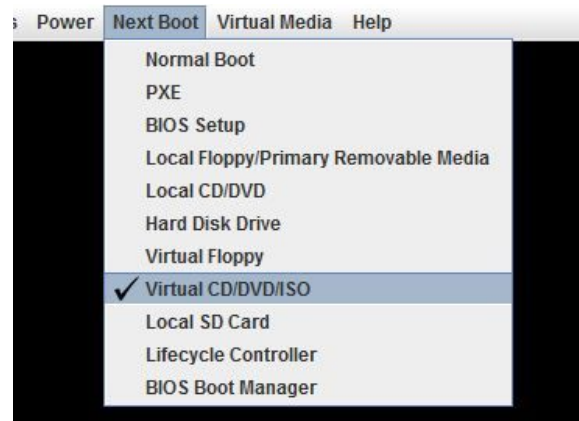 Power Next Boot Virtual Media Help
Normal Boot
PXE
BIOS Setup
Local Floppy/Primary Removable Media
Local CD/DVD
Hard Disk Drive
Virtual Floppy
Virtual CD/DVD/ISO
Local SD Card
Lifecycle Controller
BIOS Boot Manager